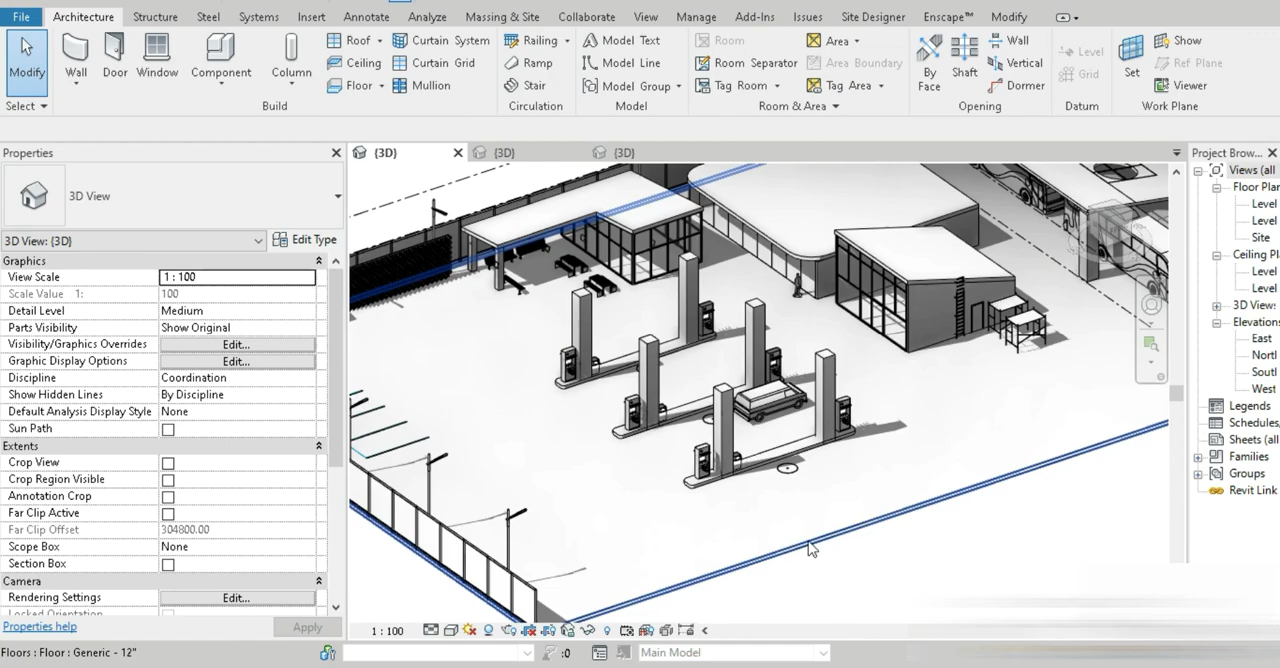 File Architecture Structure Steel Systems Insert Annotate Analyze Massing & Site Collaborate View Manage Add-Ins Issues Site Designer Enscape™ Modify
Modify Wall Door Window Component Column
Roof Curtain System
Ceiling Curtain Grid
Floor Mullion
Railing
Ramp
Stair
Model Text
Model Line
Model Group
Room
Room Separator
Tag Room
Area
Area Boundary
Tag Area
By Face
Shaft
Wall
Vertical
Dormer
Level
Grid
Set
Show
Ref Plane
Viewer
Select Build Circulation Model Room & Area Opening Datum Work Plane
Properties
{3D} {3D} {3D}
3D View
3D View: {3D} Edit Type
Graphics
View Scale 1 : 100
Scale Value 1: 100
Detail Level Medium
Parts Visibility Show Original
Visibility/Graphics Overrides Edit...
Graphic Display Options Edit...
Discipline Coordination
Show Hidden Lines By Discipline
Default Analysis Display Style None
Sun Path
Extents
Crop View
Crop Region Visible
Annotation Crop
Far Clip Active
Far Clip Offset 304800.00
Scope Box None
Section Box
Camera
Rendering Settings Edit...
Locked Orientation
Properties help Apply
Project Brow...
Views (all
Floor Plan
Level
Level
Site
Ceiling Pl
Level
Level
3D Views
Elevations
East
North
South
West
Legends
Schedules,
Sheets (all
Families
Groups
Revit Link
1 : 100
Floors : Floor : Generic - 12" :0 Main Model